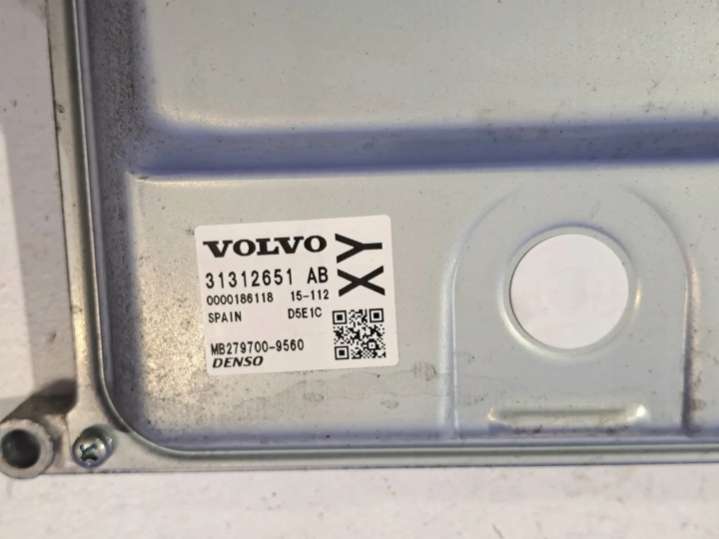 VOLVO
31312651 AB
0000186118 15-112
SPAIN D5E1C
MB279700-9560
DENSO
XY